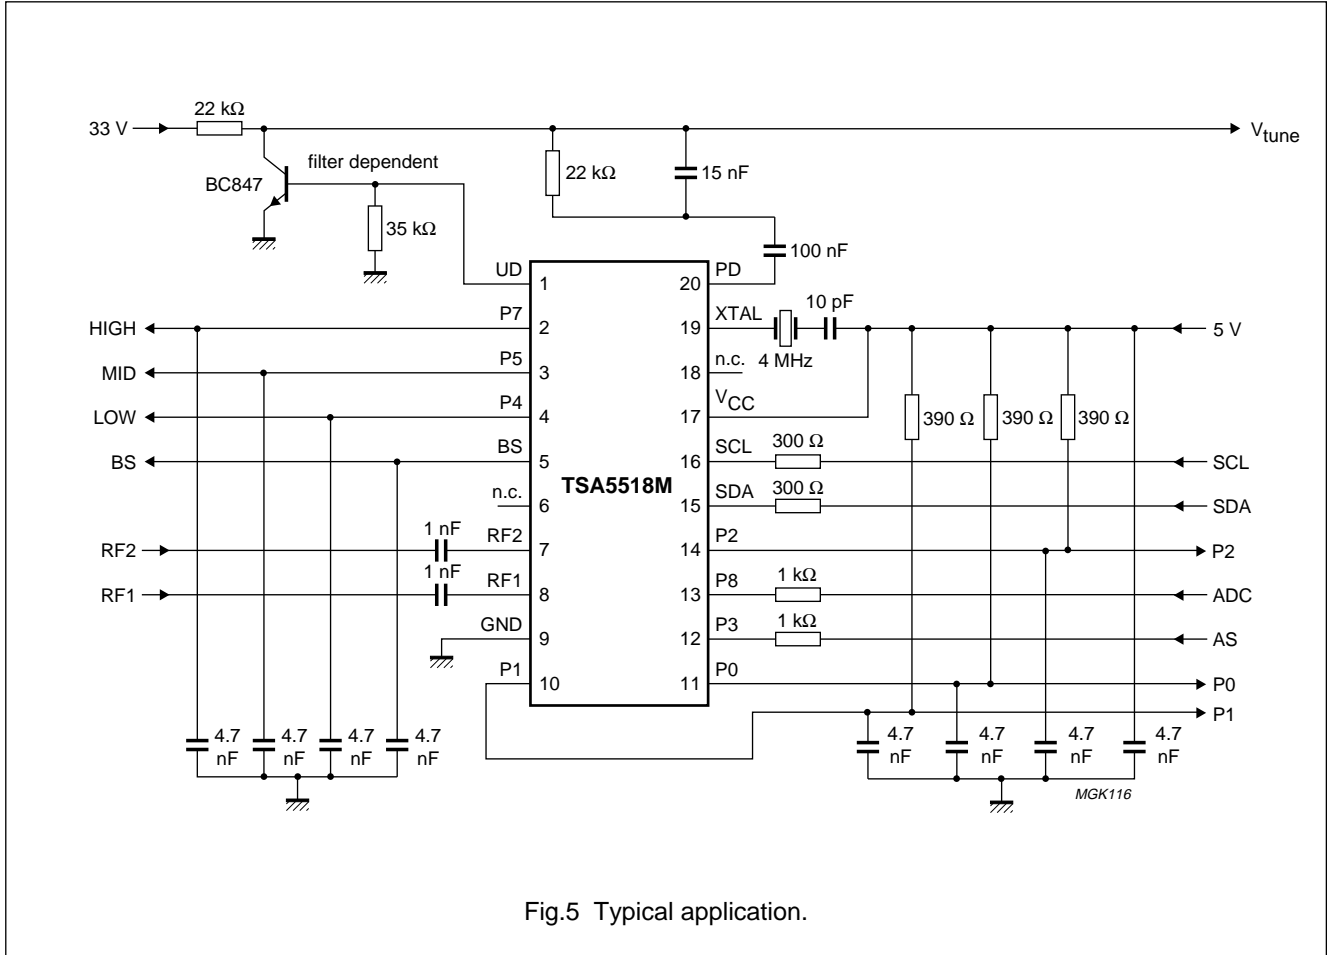 22 kΩ
33 V
Vtune
filter dependent
BC847
22 kΩ
15 nF
35 kΩ
100 nF
UD
PD
1
20
10 pF
P7
XTAL
HIGH
2
19
5 V
P5
n.c.
4 MHz
MID
3
18
P4
VCC
LOW
4
17
390 Ω
390 Ω
390 Ω
BS
SCL
300 Ω
BS
5
16
SCL
TSA5518M
n.c.
SDA
300 Ω
6
15
SDA
1 nF
RF2
P2
RF2
7
14
P2
1 nF
RF1
P8
1 kΩ
RF1
8
13
ADC
GND
P3
1 kΩ
9
12
AS
P1
P0
10
11
P0
P1
4.7
nF
4.7
nF
4.7
nF
4.7
nF
4.7
nF
4.7
nF
4.7
nF
4.7
nF
MGK116
Fig.5 Typical application.